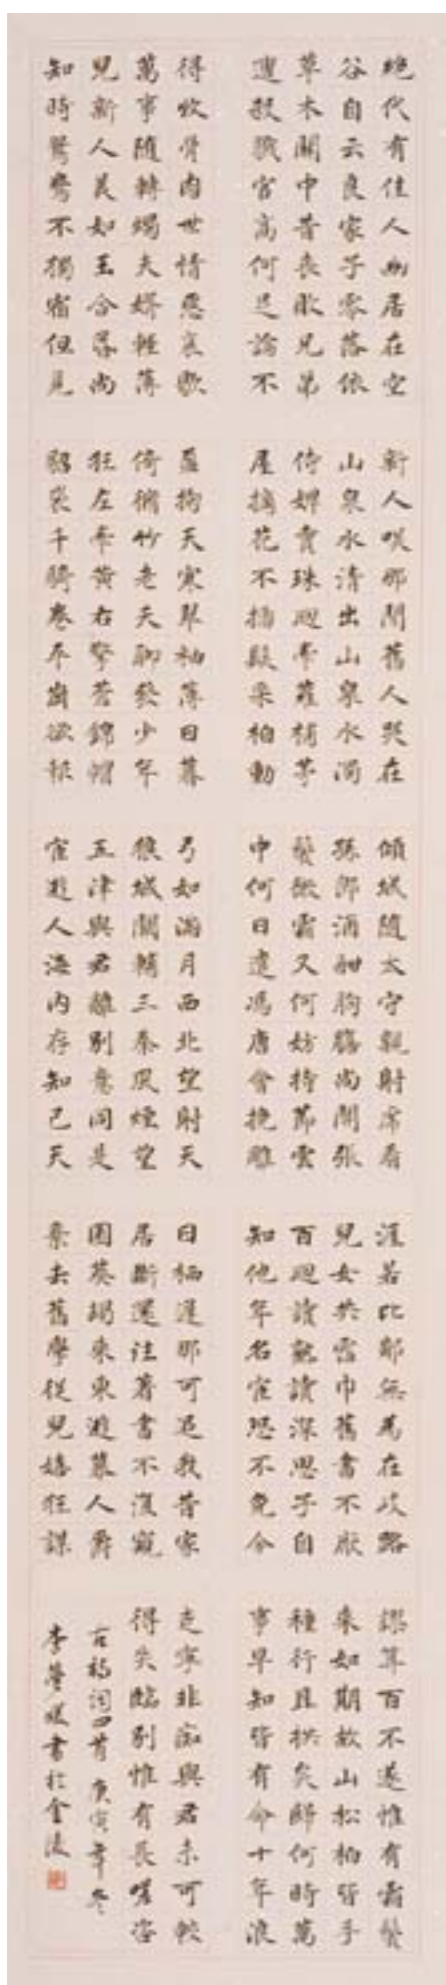 绝代有佳人幽居在空
谷自云良家子零落依
草木關中昔喪敗兄弟
遭殺戮官高何足論不
得收骨肉世情惡衰歇
萬事隨轉燭夫婿輕薄
兒新人美如玉合昏尚
知時鴛鴦不獨宿但見
新人咲那聞舊人哭在
山泉水清出山泉水濁
侍婢賣珠迴牽蘿補茅
屋摘花不插鬢采柏動
盈掬天寒翠袖薄日暮
倚脩竹老夫聊發少年
狂左牽黃右擎蒼錦帽
貂裘千騎卷平岡欲報
傾城隨太守親射虎看
孫郎酒酣胸膽尚開張
鬢微霜又何妨持節雲
中何日遣馮唐會挽雕
弓如滿月西北望射天
狼城闕輔三秦風煙望
五津與君離別意同是
宦遊人海內存知己天
涯若比鄰無為在歧路
兒女共霑巾舊書不厭
百迴讀熟讀深思子自
知他年名宦恐不免今
日栖遲那可追我昔家
居斷還往著書不復窺
園葵朅來東遊慕人爵
棄去舊學從兒嬉狂謀
謬算百不遂惟有霜鬢
來如期故山松柏皆手
種行且拱矣歸何時萬
事早知皆有命十年浪
走寧非痴與君未可較
得失臨別惟有長嗟咨
古詩詞四首 庚寅年冬
李書於金陵